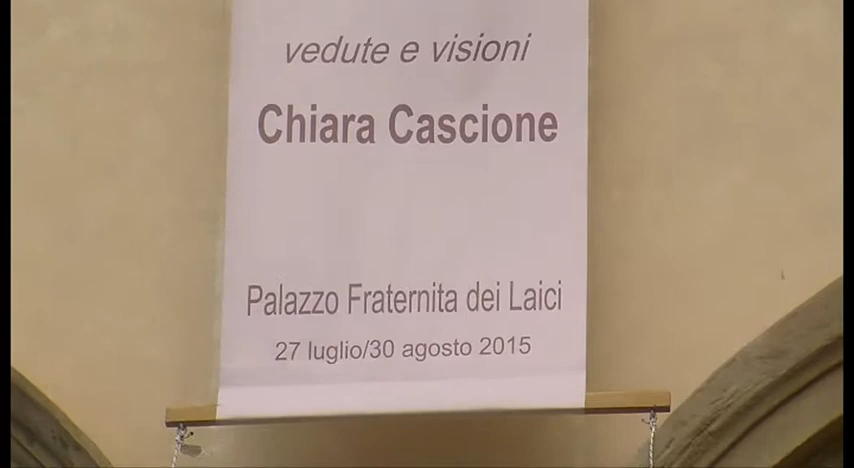 vedute e visioni
Chiara Cascione
Palazzo Fraternita dei Laici
27 luglio/30 agosto 2015